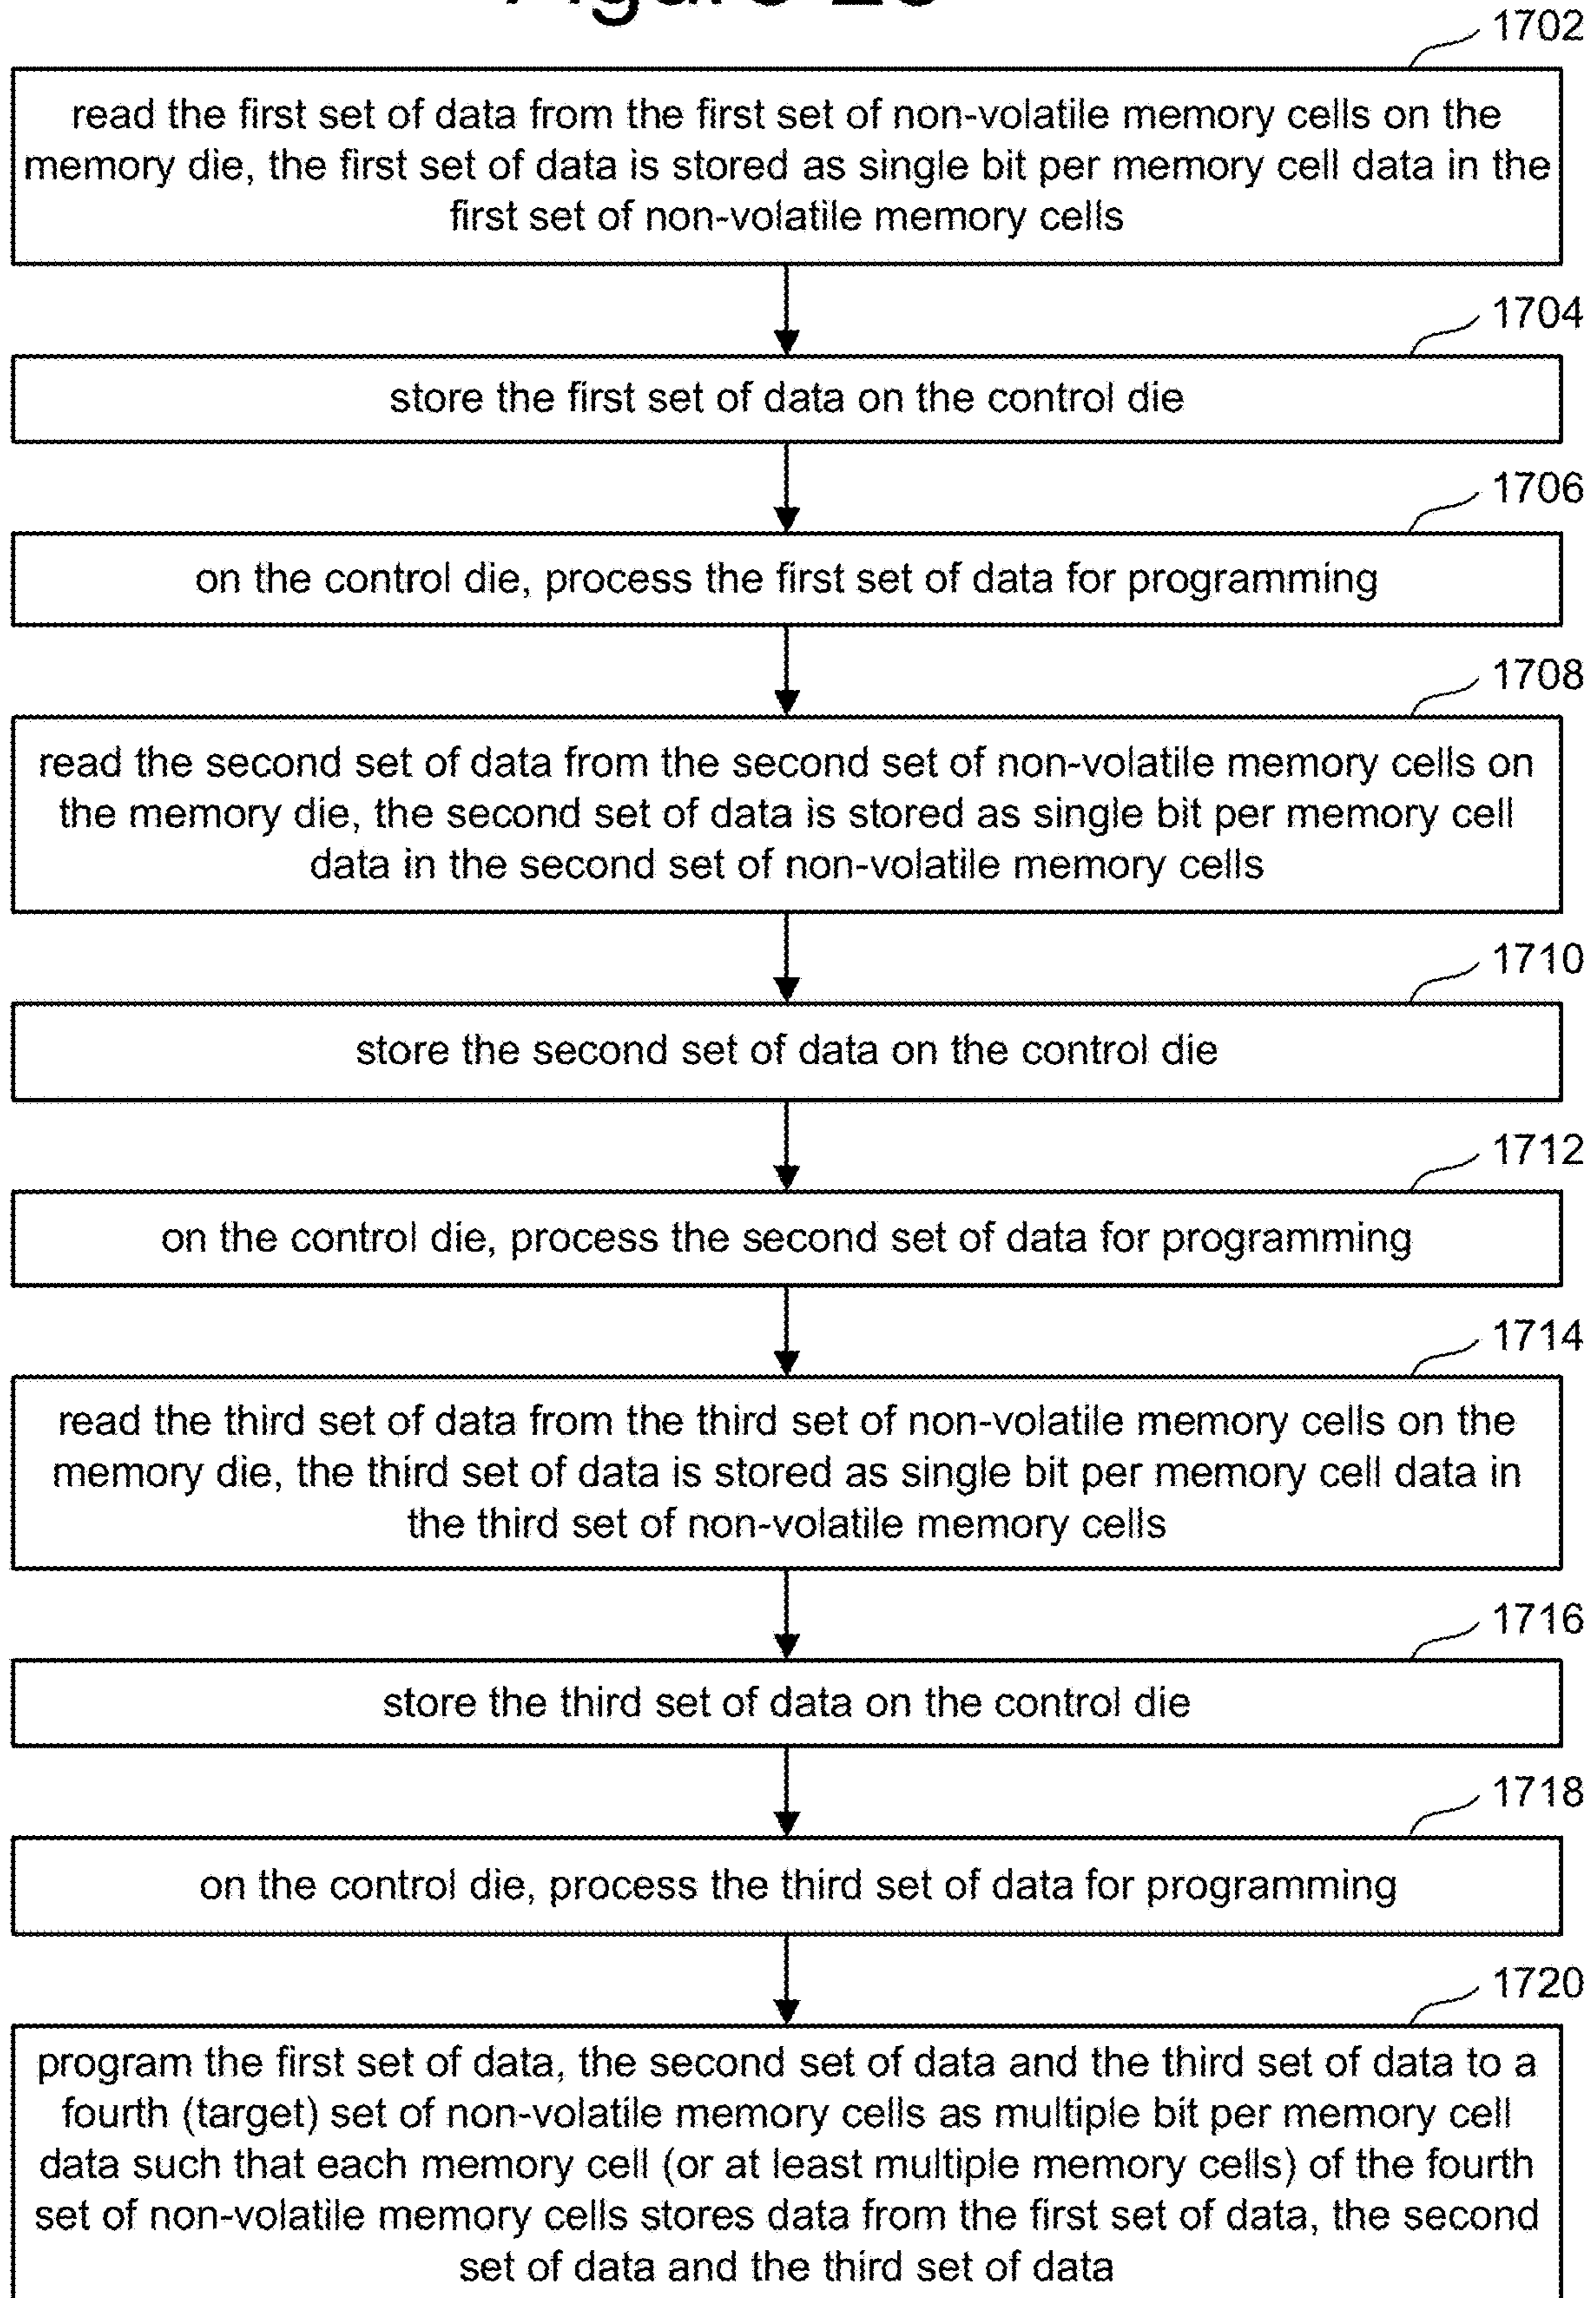 1702
read the first set of data from the first set of non-volatile memory cells on the
memory die, the first set of data is stored as single bit per memory cell data in the
first set of non-volatile memory cells
1704
store the first set of data on the control die
1706
on the control die, process the first set of data for programming
1708
read the second set of data from the second set of non-volatile memory cells on
the memory die, the second set of data is stored as single bit per memory cell
data in the second set of non-volatile memory cells
1710
store the second set of data on the control die
1712
on the control die, process the second set of data for programming
1714
read the third set of data from the third set of non-volatile memory cells on the
memory die, the third set of data is stored as single bit per memory cell data in
the third set of non-volatile memory cells
1716
store the third set of data on the control die
1718
on the control die, process the third set of data for programming
1720
program the first set of data, the second set of data and the third set of data to a
fourth (target) set of non-volatile memory cells as multiple bit per memory cell
data such that each memory cell (or at least multiple memory cells) of the fourth
set of non-volatile memory cells stores data from the first set of data, the second
set of data and the third set of data